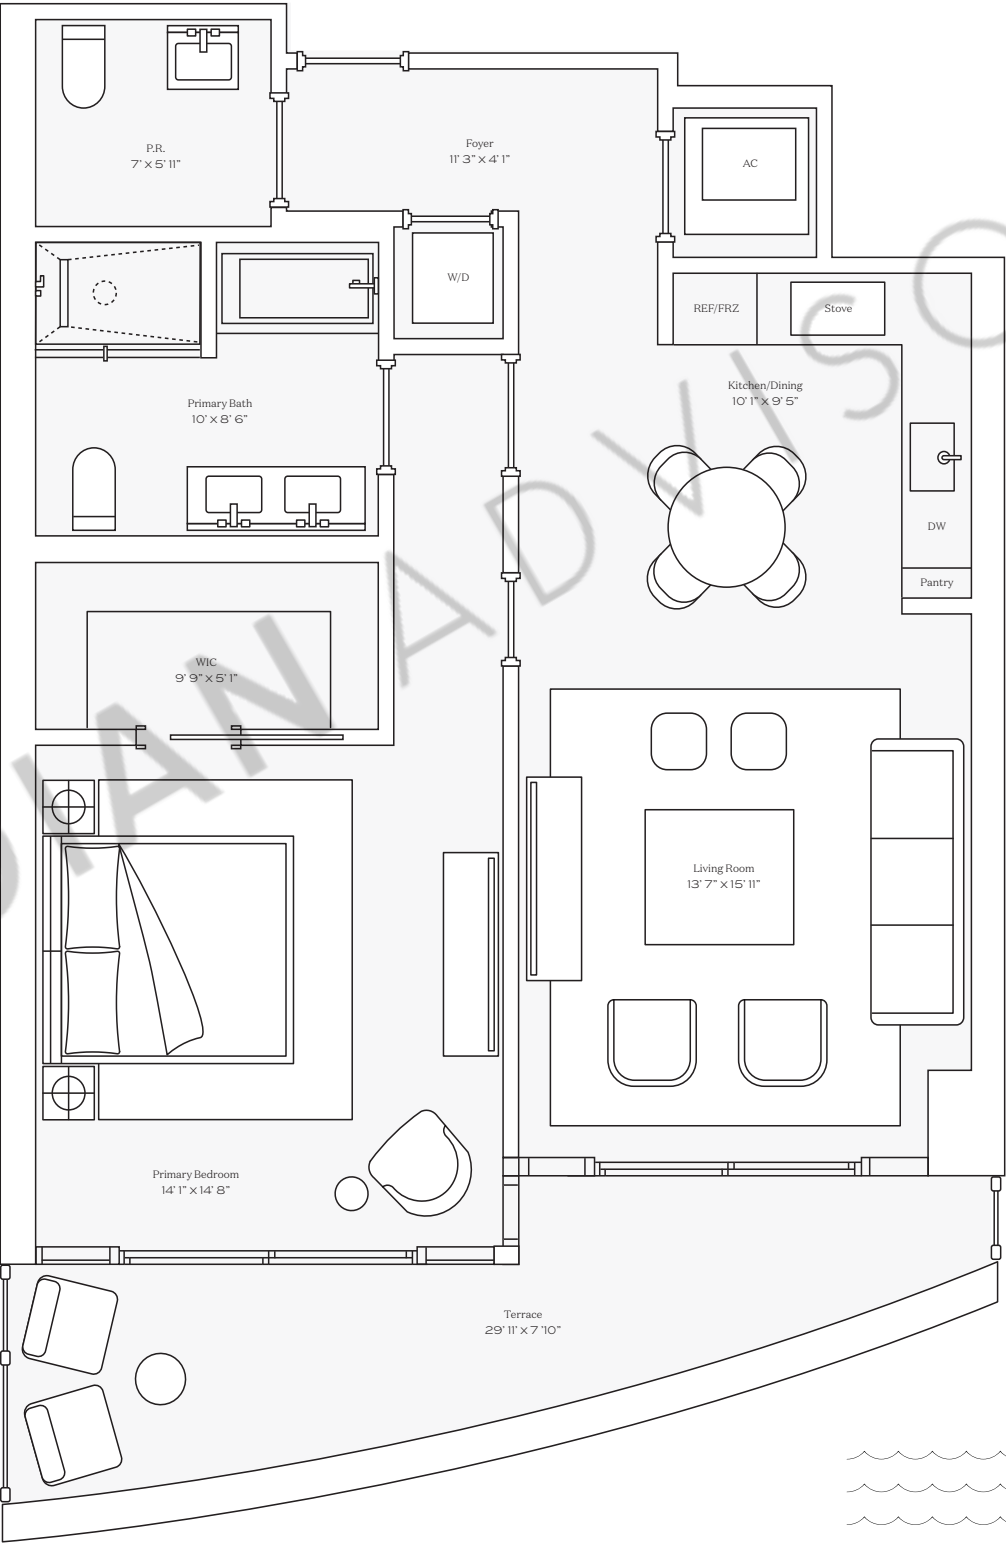 P.R.
7’ x 5’ 11”
Foyer
11’ 3” x 4’ 1”
AC
W/D
REF/FRZ
Stove
Kitchen/Dining
10’ 1” x 9’ 5”
Primary Bath
10’ x 8’ 6”
DW
Pantry
WIC
9’ 9” x 5’ 1”
Living Room
13’ 7” x 15’ 11”
Primary Bedroom
14’ 1” x 14’ 8”
Terrace
29’ 11’ x 7 ’10”
DIAN ADVISO